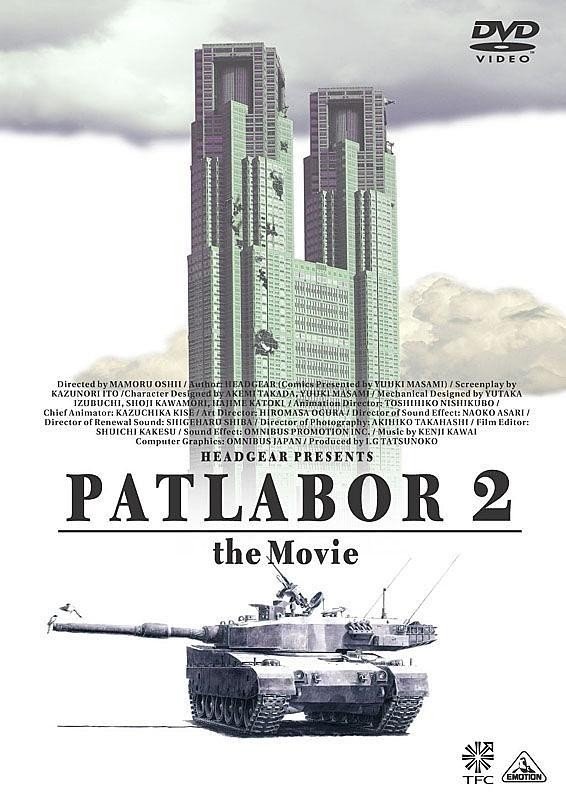 DVD
VIDEO
Directed by MAMORU OSHII / Author: HEADGEAR (Comics Presented by YUUKI MASAMI) / Screenplay by
KAZUNORI ITO /Character Designed by AKEMI TAKADA, YUUKI MASAMI / Mechanical Designed by YUTAKA
IZUBUCHI, SHOJI KAWAMORI, HAJIME KATOKI / Animation Director: TOSHIHIKO NISHIKUBO /
Chief Animator: KAZUCHIKA KISE / Art Director: HIROMASA OGURA / Director of Sound Effect: NAOKO ASARI /
Director of Renewal Sound: SHIGEHARU SHIBA / Director of Photography: AKIHIKO TAKAHASHI / Film Editor:
SHUICHI KAKESU / Sound Effect: OMNIBUS PROMOTION INC. / Music by KENJI KAWAI
Computer Graphics: OMNIBUS JAPAN / Produced by I.G TATSUNOKO
HEADGEAR PRESENTS
PATLABOR 2
the Movie
TFC
EMOTION